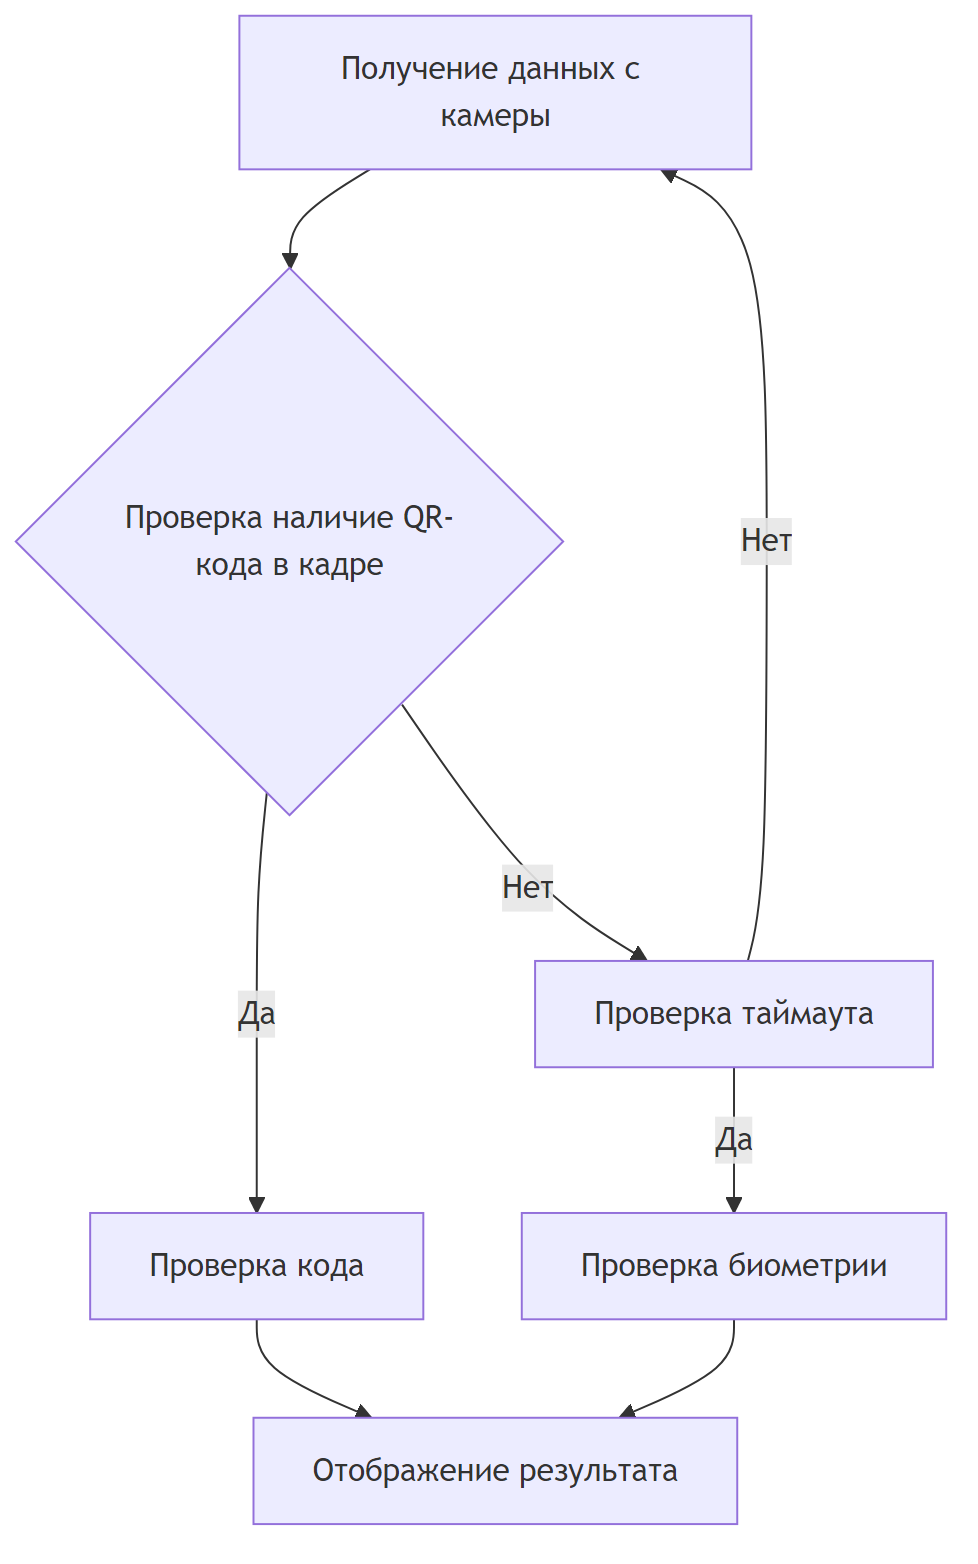 Получение данных с
камеры
Проверка наличие QR-
кода в кадре
Нет
Нет
Да
Проверка таймаута
Да
Проверка кода
Проверка биометрии
Отображение результата